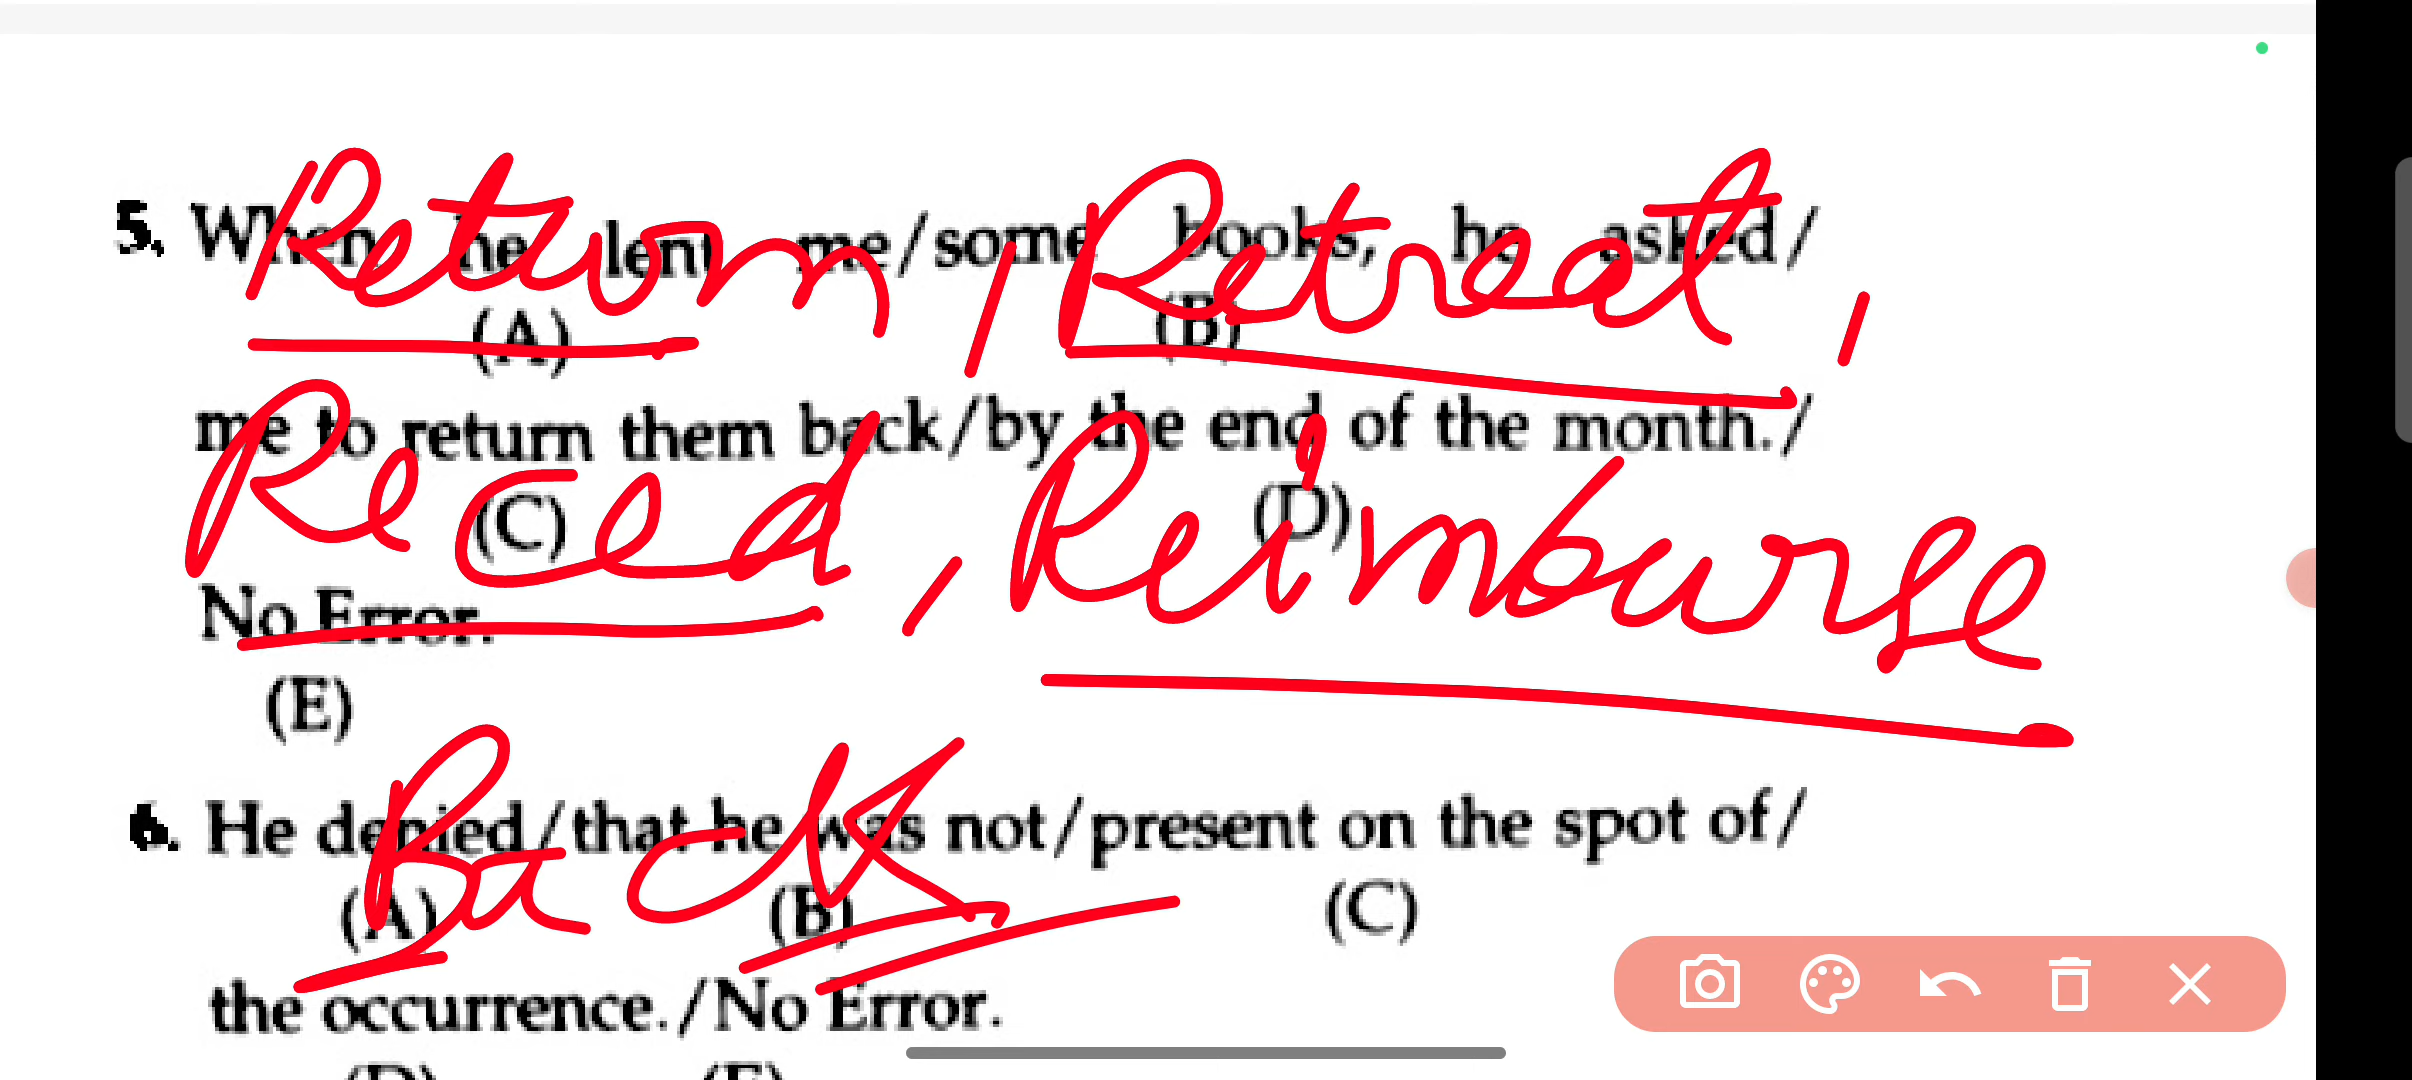 5. When he lent me/some books, he asked/
(A) (B)
me to return them back/by the end of the month./
(C) (D)
No Error.
(E)
6. He denied/that he was not/present on the spot of/
(A) (B) (C)
the occurrence./No Error.
(D) (E)
Return, Retreat,
Reced, Reimburse
Back